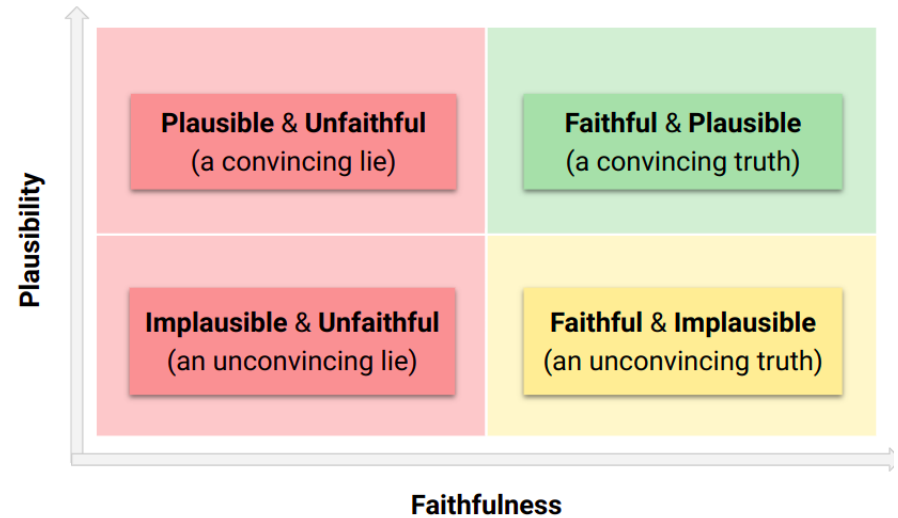 Plausibility
Plausible & Unfaithful
(a convincing lie)
Faithful & Plausible
(a convincing truth)
Implausible & Unfaithful
(an unconvincing lie)
Faithful & Implausible
(an unconvincing truth)
Faithfulness